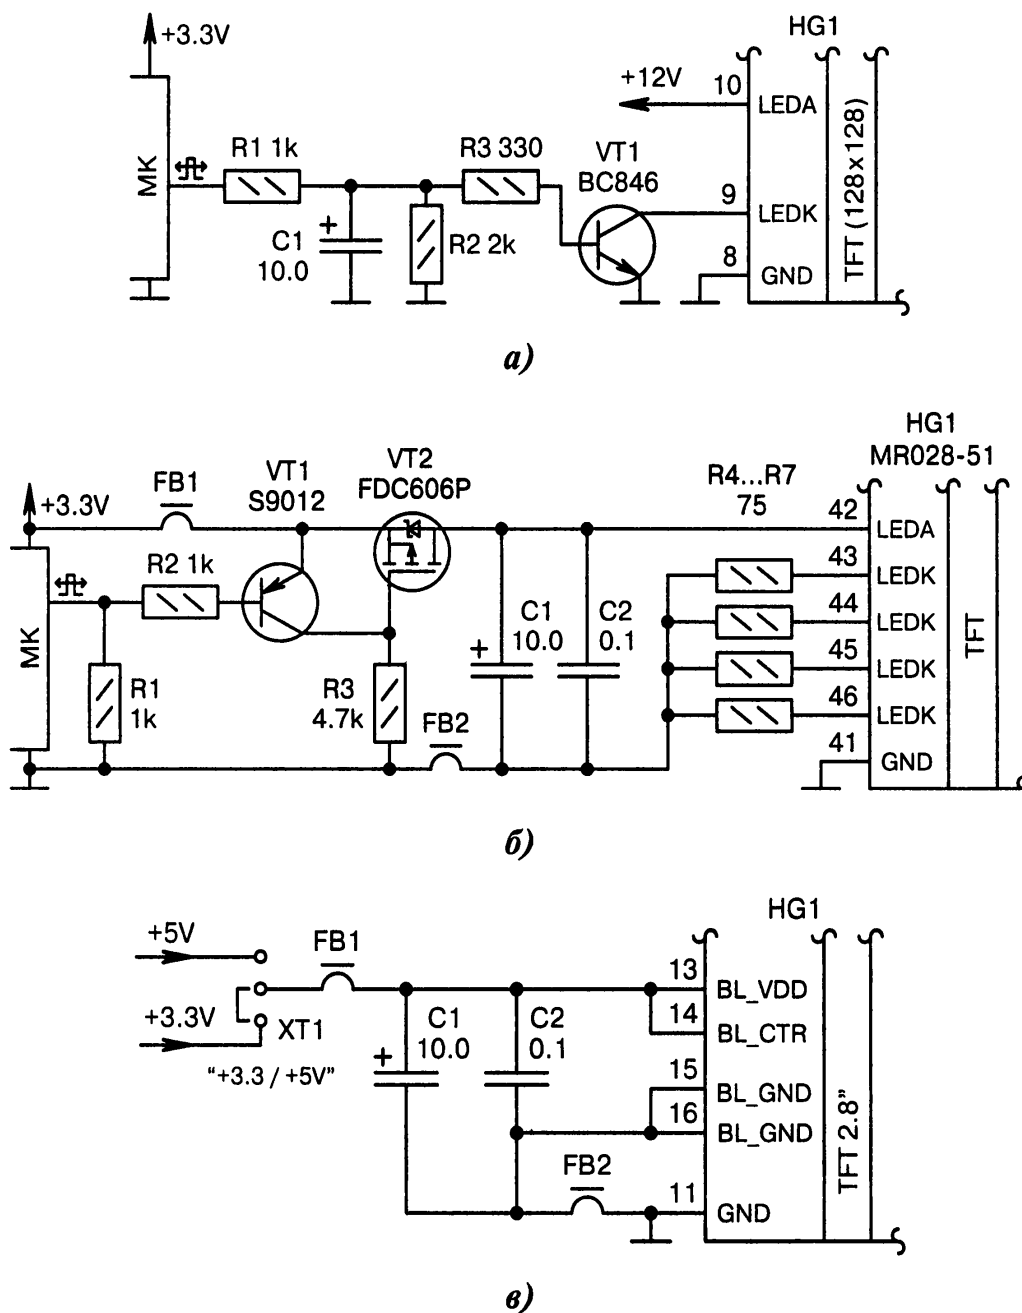 HG1
+3.3V
+12V
10
LEDA
R1 1k
R3 330
VT1
BC846
MK
9
LEDK
TFT (128x128)
+
C1
10.0
R2 2k
8
GND
а)
HG1
MR028-51
VT1
S9012
VT2
FDC606P
R4...R7
75
FB1
+3.3V
42
LEDA
R2 1k
43
LEDK
44
LEDK
C1
10.0
C2
0.1
MK
TFT
+
45
LEDK
R1
1k
R3
4.7k
46
LEDK
FB2
41
GND
б)
HG1
+5V
FB1
13
BL_VDD
+3.3V
XT1
"+3.3 / +5V"
C1
10.0
C2
0.1
+
14
BL_CTR
15
BL_GND
16
BL_GND
TFT 2.8"
FB2
11
GND
в)